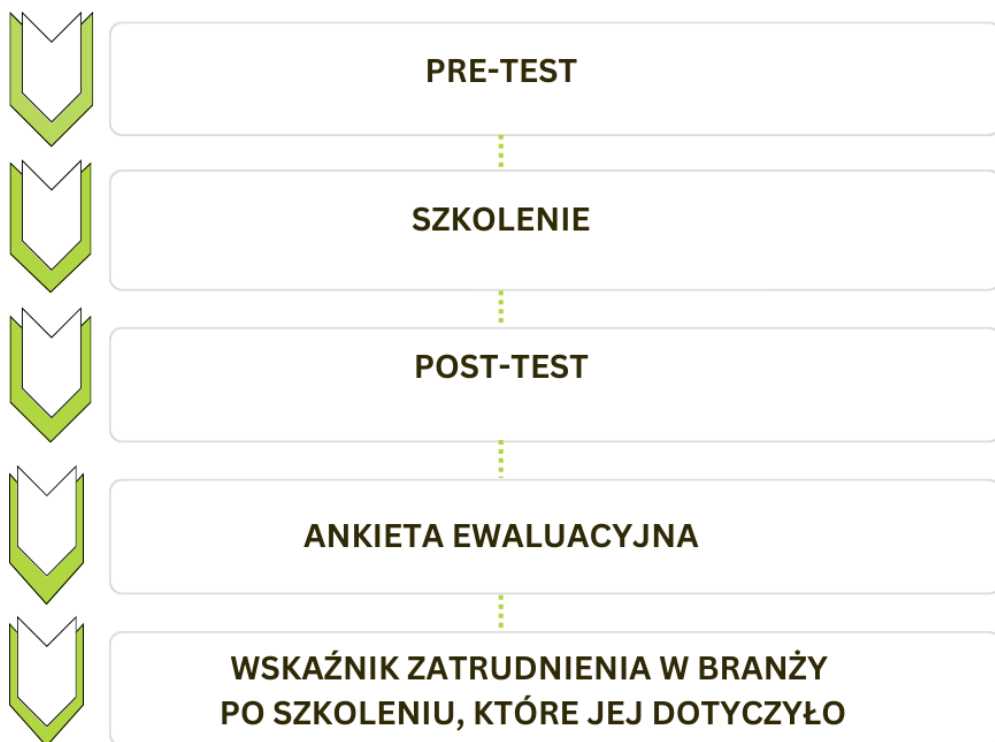 PRE-TEST
SZKOLENIE
POST-TEST
ANKIETA EWALUACYJNA
WSKAŹNIK ZATRUDNIENIA W BRANŻY
PO SZKOLENIU, KTÓRE JEJ DOTYCZYŁO